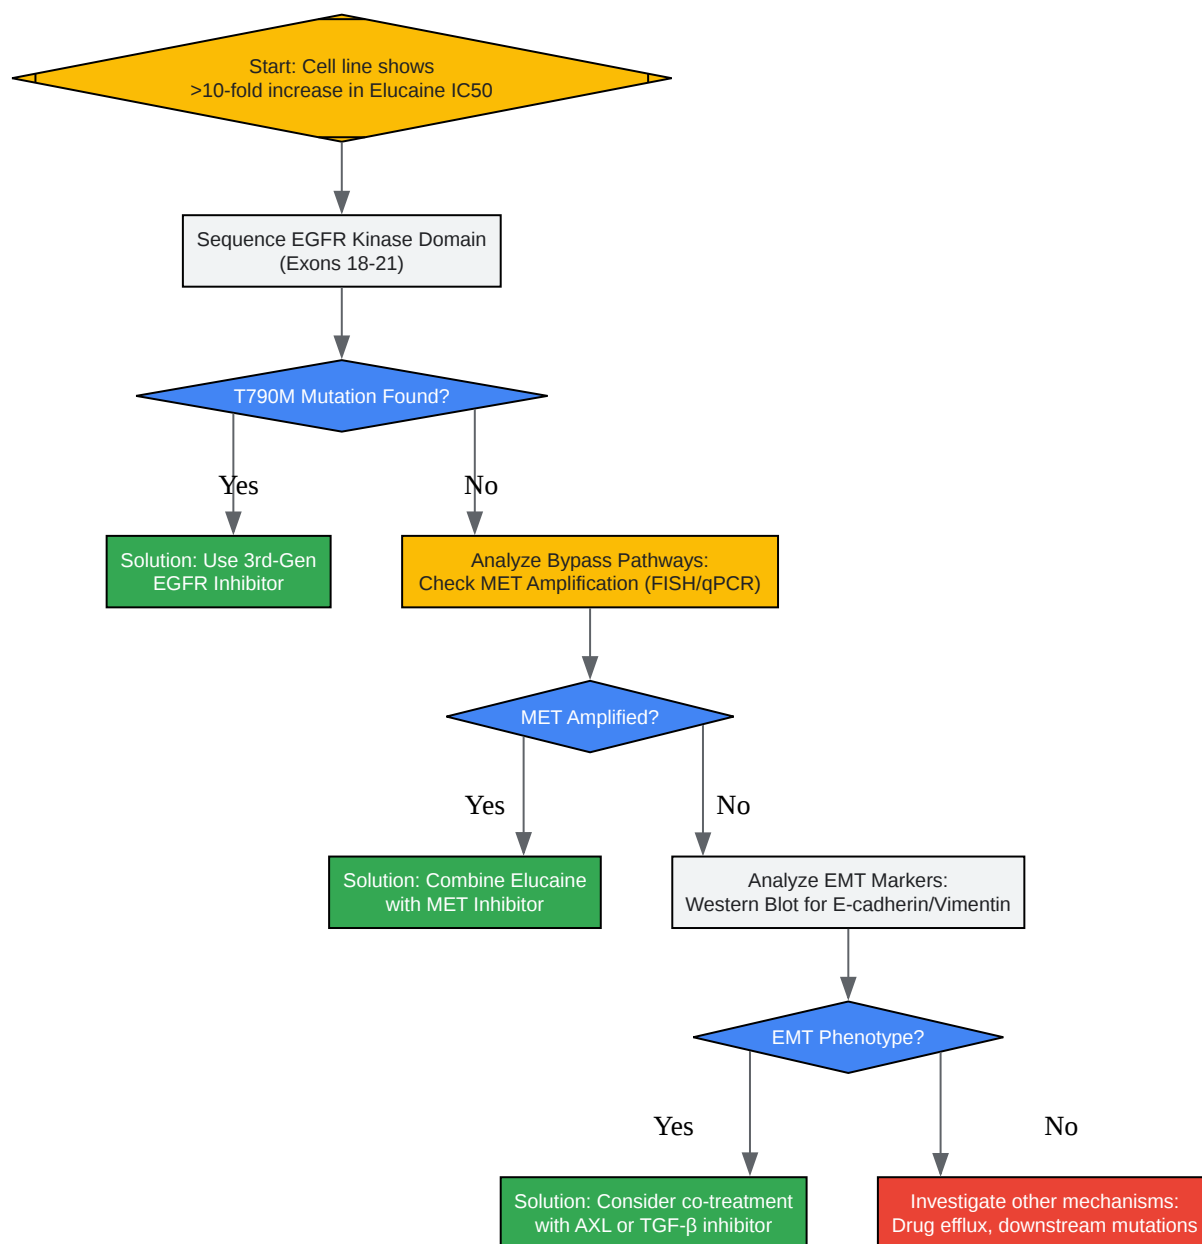 Start: Cell line shows
>10-fold increase in Elucaine IC50
Sequence EGFR Kinase Domain
(Exons 18-21)
T790M Mutation Found?
Yes
No
Solution: Use 3rd-Gen
EGFR Inhibitor
Analyze Bypass Pathways:
Check MET Amplification (FISH/qPCR)
MET Amplified?
Yes
No
Solution: Combine Elucaine
with MET Inhibitor
Analyze EMT Markers:
Western Blot for E-cadherin/Vimentin
EMT Phenotype?
Yes
No
Solution: Consider co-treatment
with AXL or TGF-β inhibitor
Investigate other mechanisms:
Drug efflux, downstream mutations